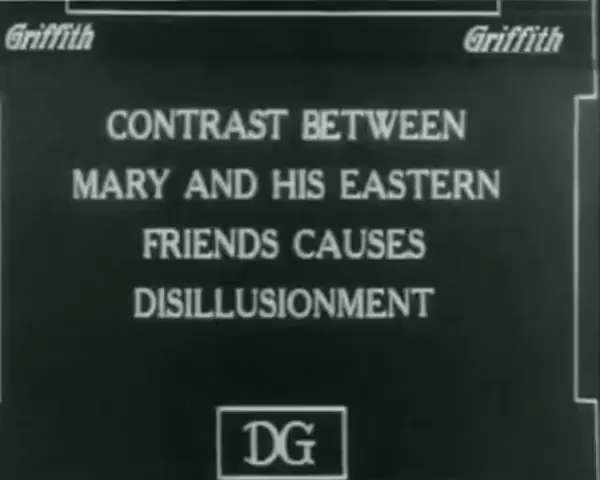 Griffith Griffith
CONTRAST BETWEEN
MARY AND HIS EASTERN
FRIENDS CAUSES
DISILLUSIONMENT
DG